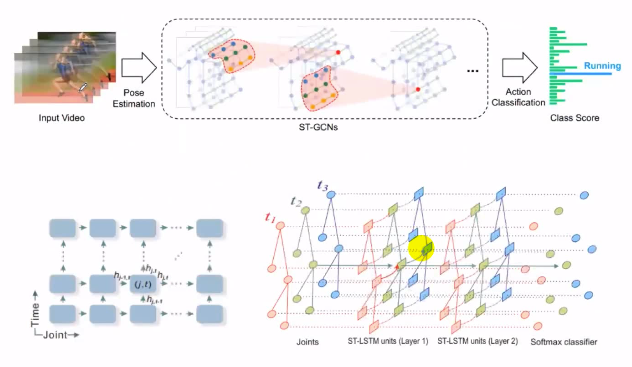 Input Video
Pose
Estimation
ST-GCNs
...
Action
Classification
Running
Class Score
Time
Joint
h_{j-1,t}
h_{j,t}
h_{j,t}
(j,t)
h_{j,t-1}
t_1
t_2
t_3
Joints
ST-LSTM units (Layer 1)
ST-LSTM units (Layer 2)
Softmax classifier